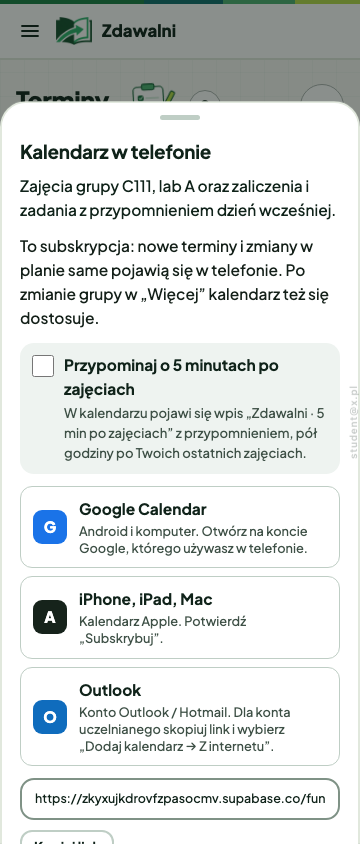 Zdawalni
Terminy
Kalendarz w telefonie
Zajęcia grupy C111, lab A oraz zaliczenia i
zadania z przypomnieniem dzień wcześniej.
To subskrypcja: nowe terminy i zmiany w
planie same pojawią się w telefonie. Po
zmianie grupy w „Więcej” kalendarz też się
dostosuje.
Przypominaj o 5 minutach po
zajęciach
W kalendarzu pojawi się wpis „Zdawalni · 5
min po zajęciach” z przypomnieniem, pół
godziny po Twoich ostatnich zajęciach.
student@x.pl
G
Google Calendar
Android i komputer. Otwórz na koncie
Google, którego używasz w telefonie.
A
iPhone, iPad, Mac
Kalendarz Apple. Potwierdź
„Subskrybuj”.
O
Outlook
Konto Outlook / Hotmail. Dla konta
uczelnianego skopiuj link i wybierz
„Dodaj kalendarz → Z internetu”.
https://zkyxujkdrovfzpasocmv.supabase.co/fun